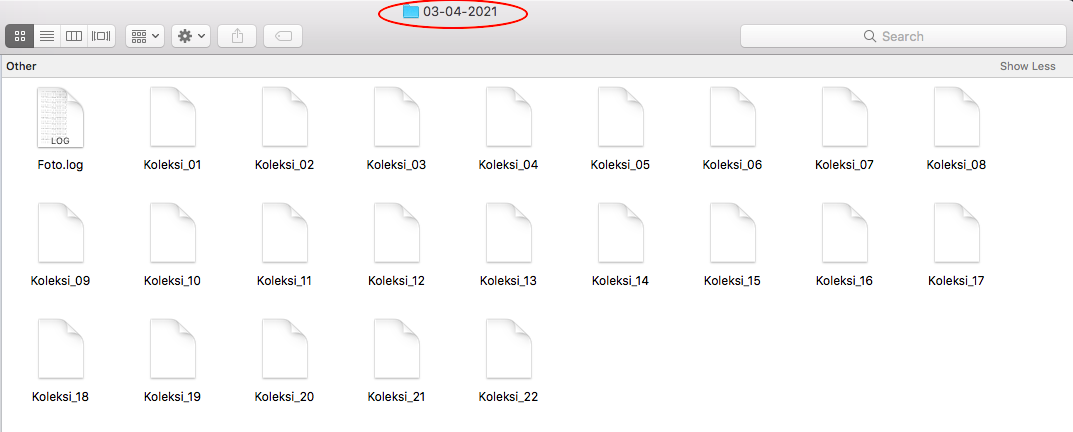 03-04-2021
Search
Other Show Less
LOG
Foto.log Koleksi_01 Koleksi_02 Koleksi_03 Koleksi_04 Koleksi_05 Koleksi_06 Koleksi_07 Koleksi_08
Koleksi_09 Koleksi_10 Koleksi_11 Koleksi_12 Koleksi_13 Koleksi_14 Koleksi_15 Koleksi_16 Koleksi_17
Koleksi_18 Koleksi_19 Koleksi_20 Koleksi_21 Koleksi_22